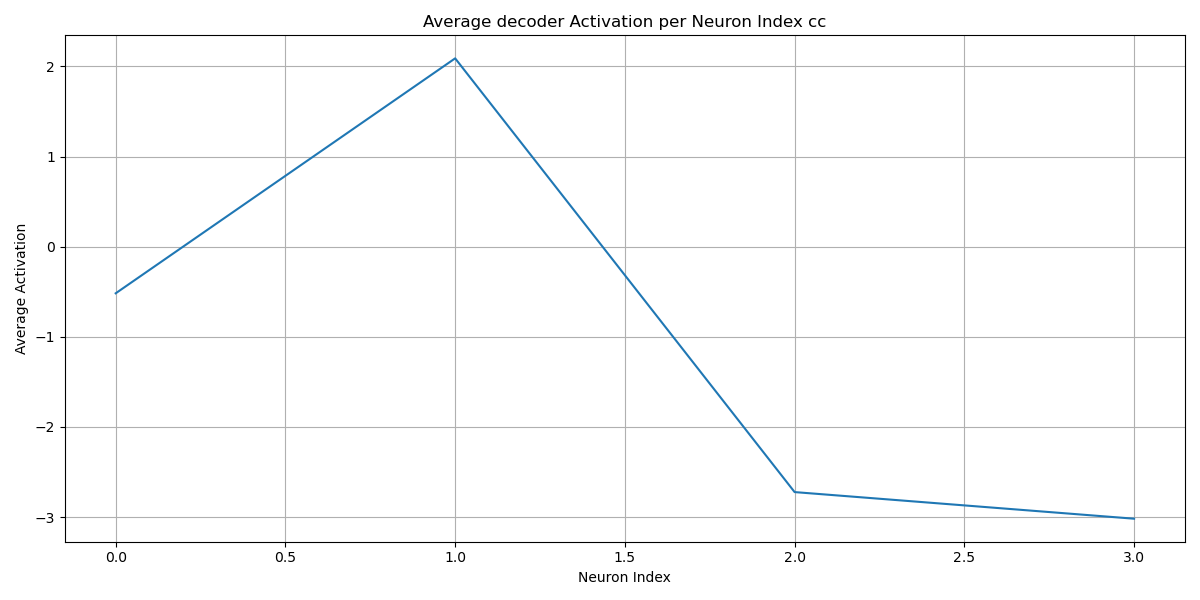 Average decoder Activation per Neuron Index cc
Average Activation
2
1
0
−1
−2
−3
0.0 0.5 1.0 1.5 2.0 2.5 3.0
Neuron Index